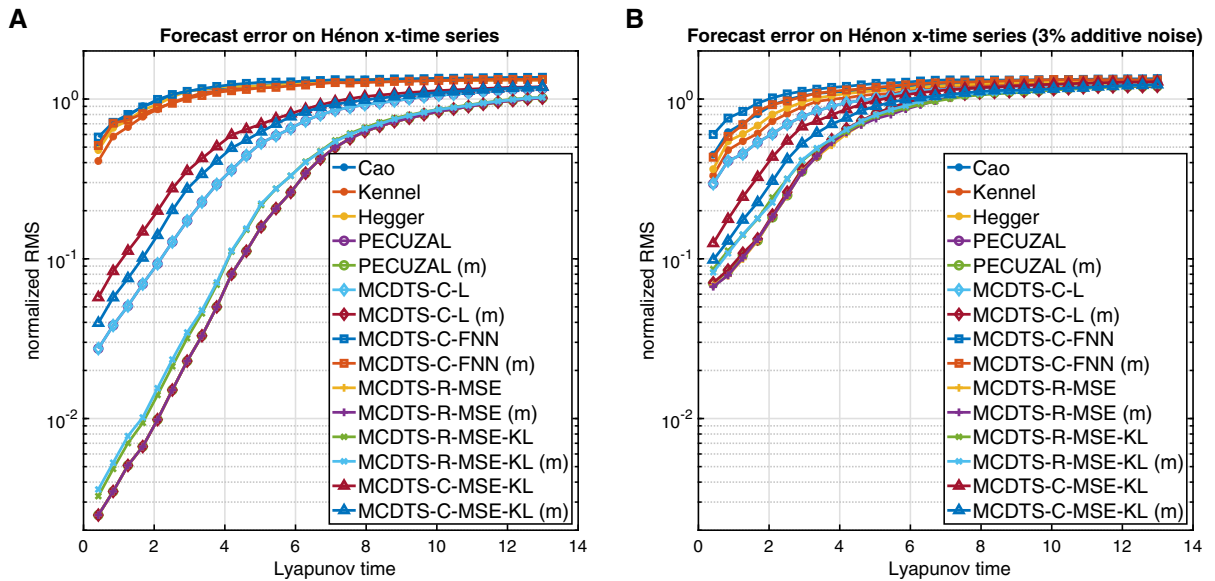 A
Forecast error on Hénon x-time series
normalized RMS
10^0
10^-1
10^-2
0 2 4 6 8 10 12 14
Lyapunov time
Cao
Kennel
Hegger
PECUZAL
PECUZAL (m)
MCDTS-C-L
MCDTS-C-L (m)
MCDTS-C-FNN
MCDTS-C-FNN (m)
MCDTS-R-MSE
MCDTS-R-MSE (m)
MCDTS-R-MSE-KL
MCDTS-R-MSE-KL (m)
MCDTS-C-MSE-KL
MCDTS-C-MSE-KL (m)
B
Forecast error on Hénon x-time series (3% additive noise)
normalized RMS
10^0
10^-1
10^-2
0 2 4 6 8 10 12 14
Lyapunov time
Cao
Kennel
Hegger
PECUZAL
PECUZAL (m)
MCDTS-C-L
MCDTS-C-L (m)
MCDTS-C-FNN
MCDTS-C-FNN (m)
MCDTS-R-MSE
MCDTS-R-MSE (m)
MCDTS-R-MSE-KL
MCDTS-R-MSE-KL (m)
MCDTS-C-MSE-KL
MCDTS-C-MSE-KL (m)